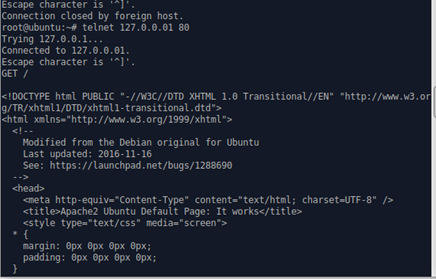 Escape character is '^]'.
Connection closed by foreign host.
root@ubuntu:~# telnet 127.0.0.01 80
Trying 127.0.0.1...
Connected to 127.0.0.01.
Escape character is '^]'.
GET /
<!DOCTYPE html PUBLIC "-//W3C//DTD XHTML 1.0 Transitional//EN" "http://www.w3.or
g/TR/xhtml1/DTD/xhtml1-transitional.dtd">
<html xmlns="http://www.w3.org/1999/xhtml">
  <!--
    Modified from the Debian original for Ubuntu
    Last updated: 2016-11-16
    See: https://launchpad.net/bugs/1288690
  -->
  <head>
    <meta http-equiv="Content-Type" content="text/html; charset=UTF-8" />
    <title>Apache2 Ubuntu Default Page: It works</title>
    <style type="text/css" media="screen">
  * {
    margin: 0px 0px 0px 0px;
    padding: 0px 0px 0px 0px;
  }